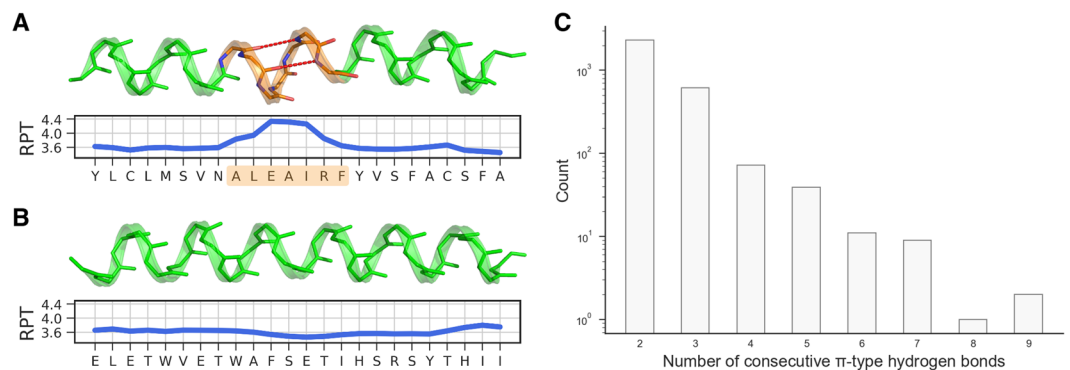 A
RPT
4.4
4.0
3.6
Y L C L M S V N A L E A I R F Y V S F A C S F A
B
RPT
4.4
4.0
3.6
E L E T W V E T W A F S E T I H S R S Y T H I I
C
Count
10³
10²
10¹
10⁰
2 3 4 5 6 7 8 9
Number of consecutive π-type hydrogen bonds